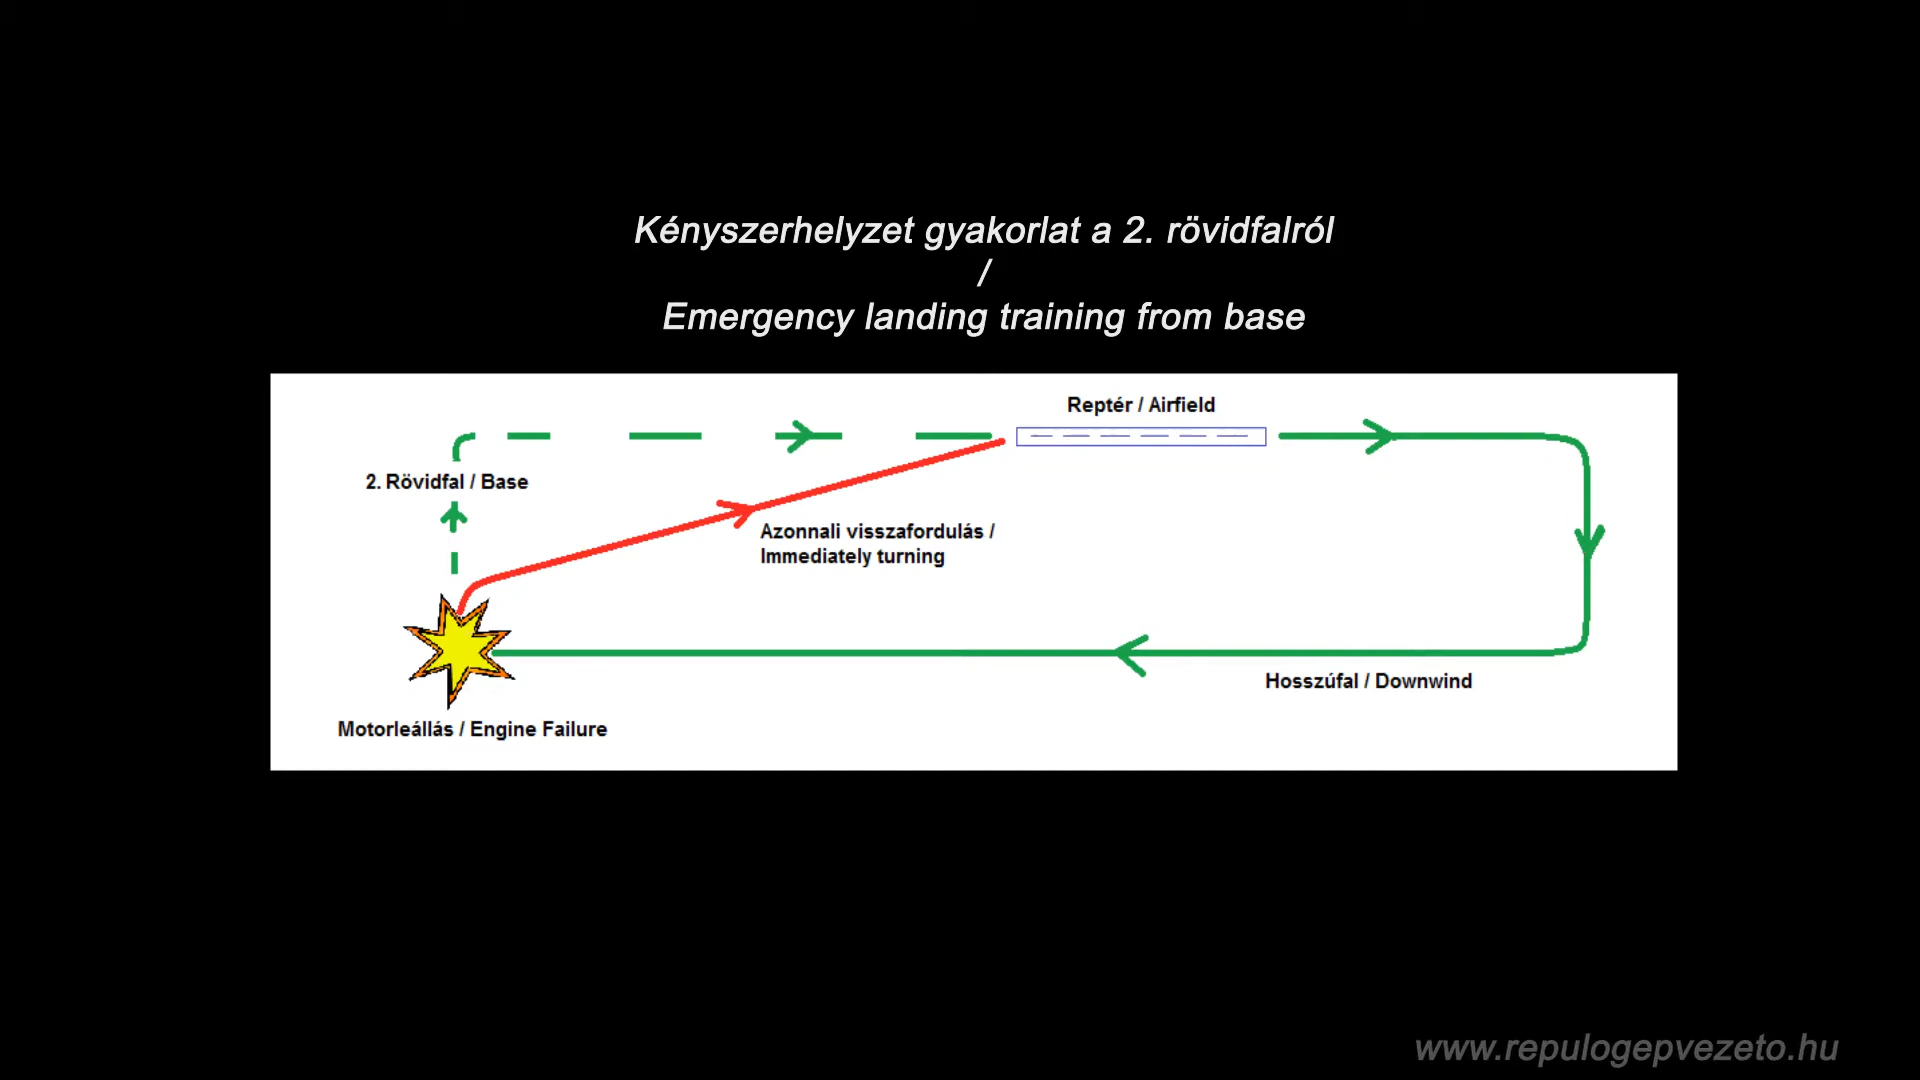 Kényszerhelyzet gyakorlat a 2. rövidfalról
/
Emergency landing training from base
Reptér / Airfield
2. Rövidfal / Base
Azonnali visszafordulás /
Immediately turning
Hosszúfal / Downwind
Motorleállás / Engine Failure
www.repulogepvezeto.hu